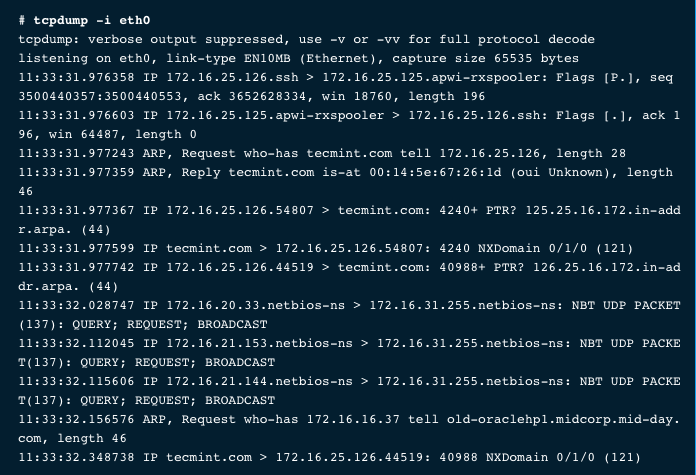 # tcpdump -i eth0
tcpdump: verbose output suppressed, use -v or -vv for full protocol decode
listening on eth0, link-type EN10MB (Ethernet), capture size 65535 bytes
11:33:31.976358 IP 172.16.25.126.ssh > 172.16.25.125.apwi-rxspooler: Flags [P.], seq
3500440357:3500440553, ack 3652628334, win 18760, length 196
11:33:31.976603 IP 172.16.25.125.apwi-rxspooler > 172.16.25.126.ssh: Flags [.], ack 1
96, win 64487, length 0
11:33:31.977243 ARP, Request who-has tecmint.com tell 172.16.25.126, length 28
11:33:31.977359 ARP, Reply tecmint.com is-at 00:14:5e:67:26:1d (oui Unknown), length
46
11:33:31.977367 IP 172.16.25.126.54807 > tecmint.com: 4240+ PTR? 125.25.16.172.in-add
r.arpa. (44)
11:33:31.977599 IP tecmint.com > 172.16.25.126.54807: 4240 NXDomain 0/1/0 (121)
11:33:31.977742 IP 172.16.25.126.44519 > tecmint.com: 40988+ PTR? 126.25.16.172.in-ad
dr.arpa. (44)
11:33:32.028747 IP 172.16.20.33.netbios-ns > 172.16.31.255.netbios-ns: NBT UDP PACKET
(137): QUERY; REQUEST; BROADCAST
11:33:32.112045 IP 172.16.21.153.netbios-ns > 172.16.31.255.netbios-ns: NBT UDP PACKE
T(137): QUERY; REQUEST; BROADCAST
11:33:32.115606 IP 172.16.21.144.netbios-ns > 172.16.31.255.netbios-ns: NBT UDP PACKE
T(137): QUERY; REQUEST; BROADCAST
11:33:32.156576 ARP, Request who-has 172.16.16.37 tell old-oraclehp1.midcorp.mid-day.
com, length 46
11:33:32.348738 IP tecmint.com > 172.16.25.126.44519: 40988 NXDomain 0/1/0 (121)